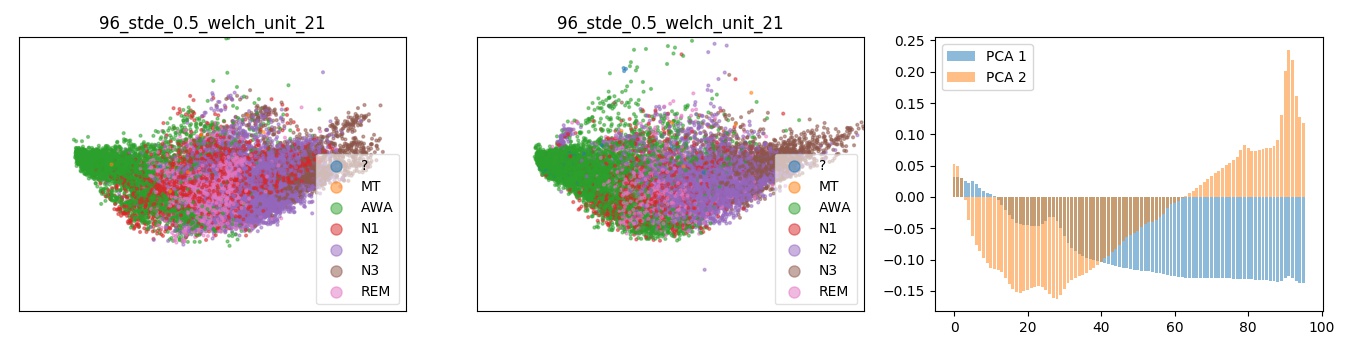 96_stde_0.5_welch_unit_21
?
MT
AWA
N1
N2
N3
REM
96_stde_0.5_welch_unit_21
?
MT
AWA
N1
N2
N3
REM
PCA 1
PCA 2
0.25
0.20
0.15
0.10
0.05
0.00
−0.05
−0.10
−0.15
0 20 40 60 80 100